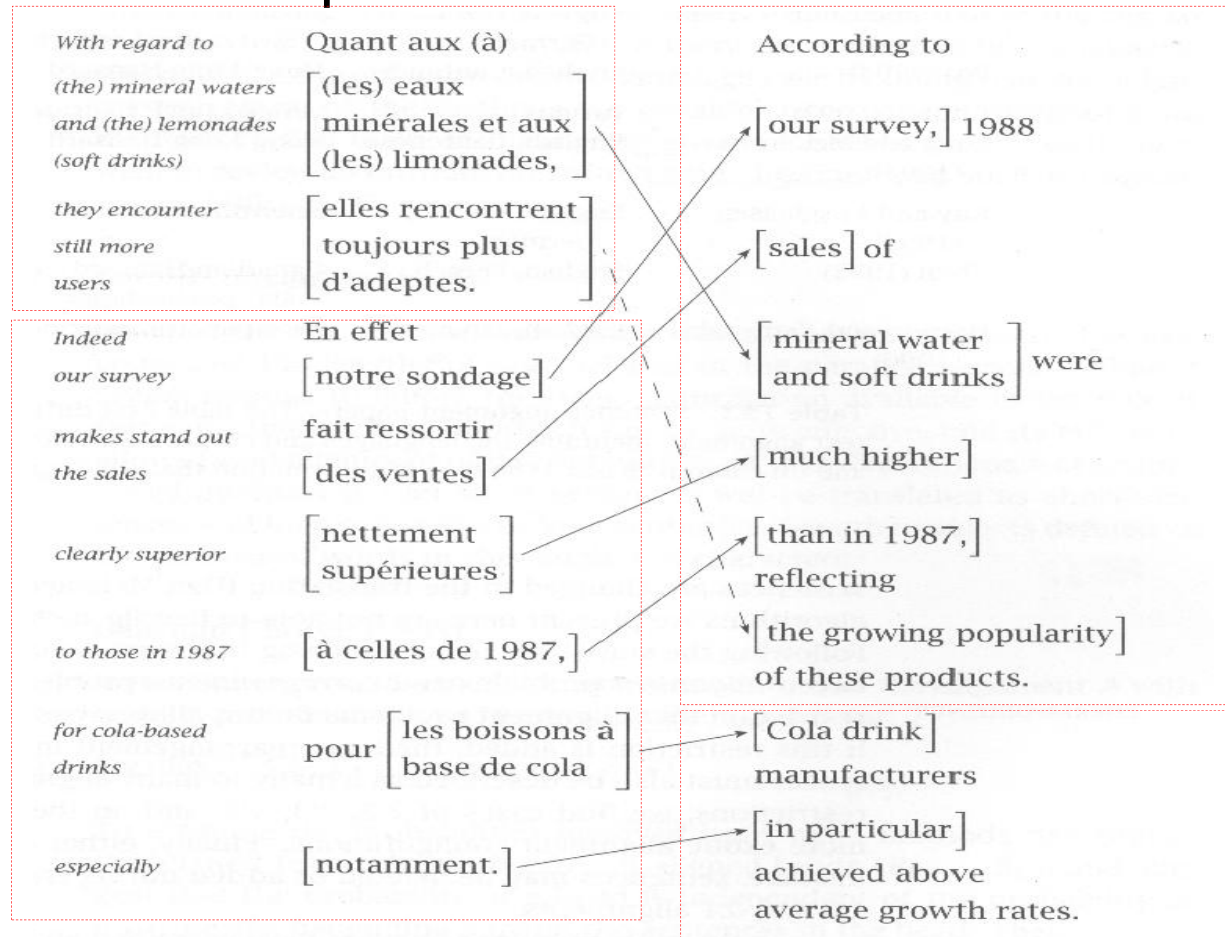 With regard to
(the) mineral waters
and (the) lemonades
(soft drinks)
they encounter
still more
users
Indeed
our survey
makes stand out
the sales
clearly superior
to those in 1987
for cola-based
drinks
especially
Quant aux (à)
[(les) eaux
minérales et aux
(les) limonades,]
[elles rencontrent
toujours plus
d'adeptes.]
En effet
[notre sondage]
fait ressortir
[des ventes]
[nettement
supérieures]
[à celles de 1987,]
pour [les boissons à
base de cola]
[notamment.]
According to
[our survey,] 1988
[sales] of
[mineral water
and soft drinks] were
[much higher]
[than in 1987,]
reflecting
[the growing popularity]
of these products.
[Cola drink]
manufacturers
[in particular]
achieved above
average growth rates.